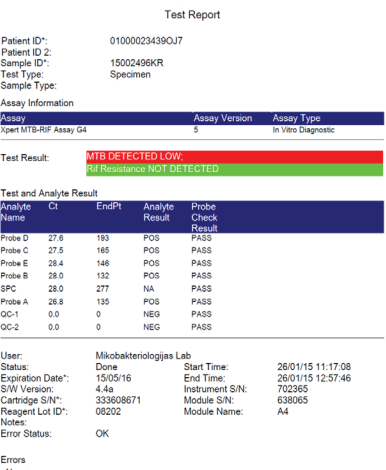 Test Report
Patient ID*: 01000023439OJ7
Patient ID 2:
Sample ID*: 15002496KR
Test Type: Specimen
Sample Type:
Assay Information
Assay Assay Version Assay Type
Xpert MTB-RIF Assay G4 5 In Vitro Diagnostic
Test Result: MTB DETECTED LOW;
Rif Resistance NOT DETECTED
Test and Analyte Result
Analyte Name Ct EndPt Analyte Result Probe Check Result
Probe D 27.6 193 POS PASS
Probe C 27.5 165 POS PASS
Probe E 28.4 146 POS PASS
Probe B 28.0 132 POS PASS
SPC 28.0 277 NA PASS
Probe A 26.8 135 POS PASS
QC-1 0.0 0 NEG PASS
QC-2 0.0 0 NEG PASS
User: Mikobakteriologijas Lab
Status: Done Start Time: 26/01/15 11:17:08
Expiration Date*: 15/05/16 End Time: 26/01/15 12:57:46
S/W Version: 4.4a Instrument S/N: 702365
Cartridge S/N*: 333608671 Module S/N: 638065
Reagent Lot ID*: 08202 Module Name: A4
Notes:
Error Status: OK
Errors